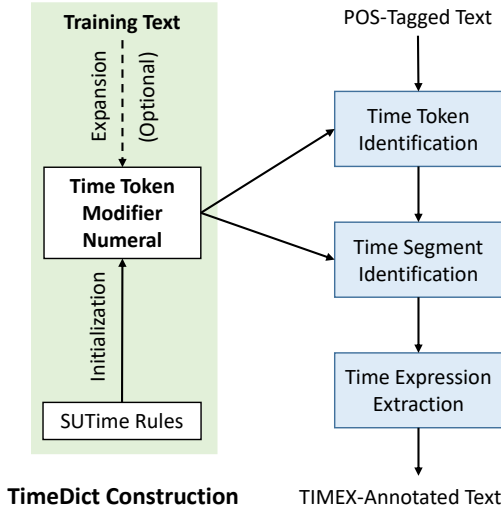 Training Text
Expansion
(Optional)
Time Token
Modifier
Numeral
Initialization
SUTime Rules
TimeDict Construction
POS-Tagged Text
Time Token
Identification
Time Segment
Identification
Time Expression
Extraction
TIMEX-Annotated Text